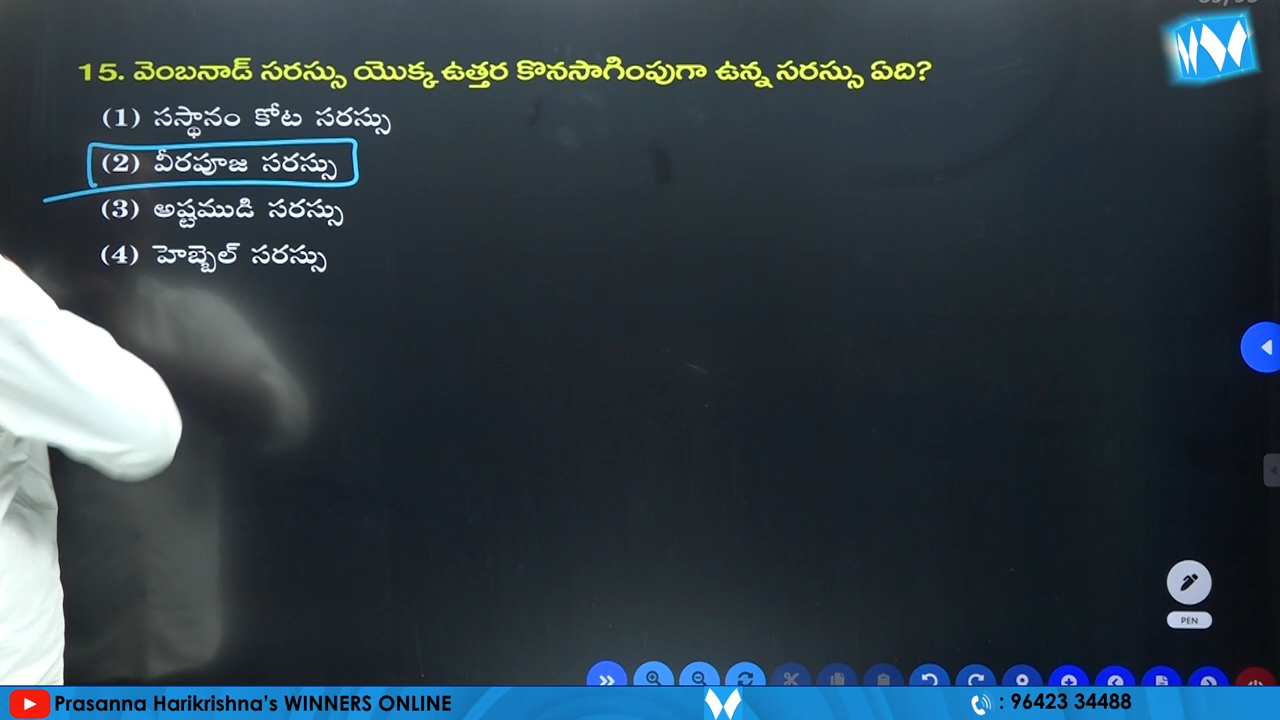 15. వెంబనాడ్ సరస్సు యొక్క ఉత్తర కొనసాగింపుగా ఉన్న సరస్సు ఏది?
(1) సస్థానం కోట సరస్సు
(2) వీరపూజ సరస్సు
(3) అష్టముడి సరస్సు
(4) హెబ్బెల్ సరస్సు
PEN
Prasanna Harikrishna's WINNERS ONLINE
: 96423 34488